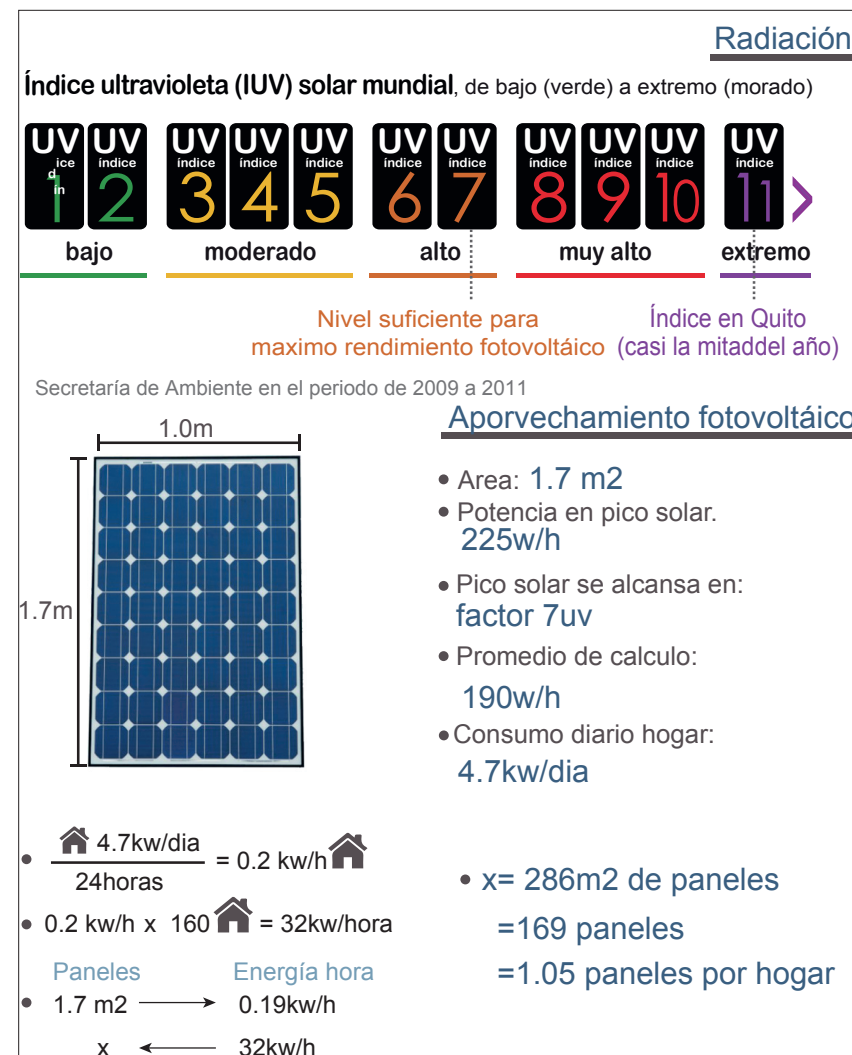 Radiación
Índice ultravioleta (IUV) solar mundial, de bajo (verde) a extremo (morado)
UV UV UV UV UV UV UV UV UV UV UV
índice índice índice índice índice índice índice índice índice índice índice
1 2 3 4 5 6 7 8 9 10 11 >
bajo moderado alto muy alto extremo
Nivel suficiente para
maximo rendimiento fotovoltáico
Índice en Quito
(casi la mitaddel año)
Secretaría de Ambiente en el periodo de 2009 a 2011
1.0m
1.7m
Aporvechamiento fotovoltáico
• Area: 1.7 m2
• Potencia en pico solar.
225w/h
• Pico solar se alcansa en:
factor 7uv
• Promedio de calculo:
190w/h
• Consumo diario hogar:
4.7kw/dia
• 4.7kw/dia
24horas
= 0.2 kw/h
• 0.2 kw/h x 160 = 32kw/hora
Paneles Energía hora
• 1.7 m2 → 0.19kw/h
x ← 32kw/h
• x= 286m2 de paneles
=169 paneles
=1.05 paneles por hogar